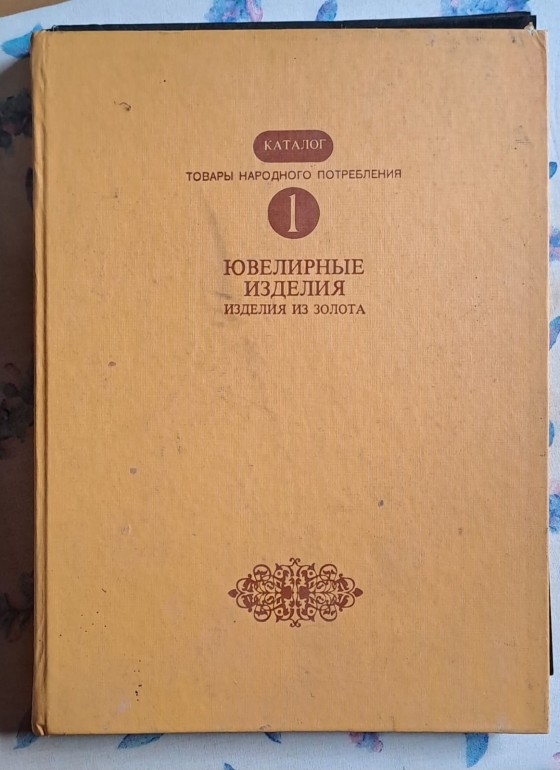 КАТАЛОГ
ТОВАРЫ НАРОДНОГО ПОТРЕБЛЕНИЯ
1
ЮВЕЛИРНЫЕ
ИЗДЕЛИЯ
ИЗДЕЛИЯ ИЗ ЗОЛОТА